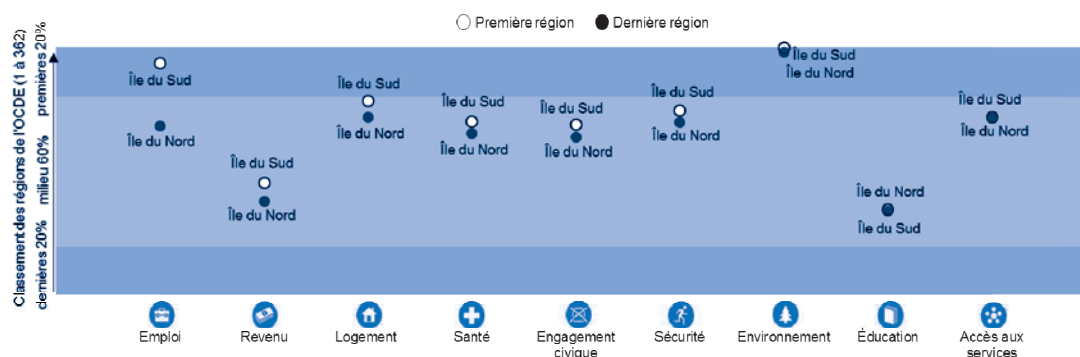 Première région
Dernière région
Classement des régions de l'OCDE (1 à 362)
dernières 20% milieu 60% premières 20%
Île du Sud
Île du Nord
Île du Sud
Île du Nord
Île du Sud
Île du Nord
Île du Sud
Île du Nord
Île du Sud
Île du Nord
Île du Sud
Île du Nord
Île du Sud
Île du Nord
Île du Nord
Île du Sud
Île du Sud
Île du Nord
Emploi
Revenu
Logement
Santé
Engagement
civique
Sécurité
Environnement
Éducation
Accès aux
services